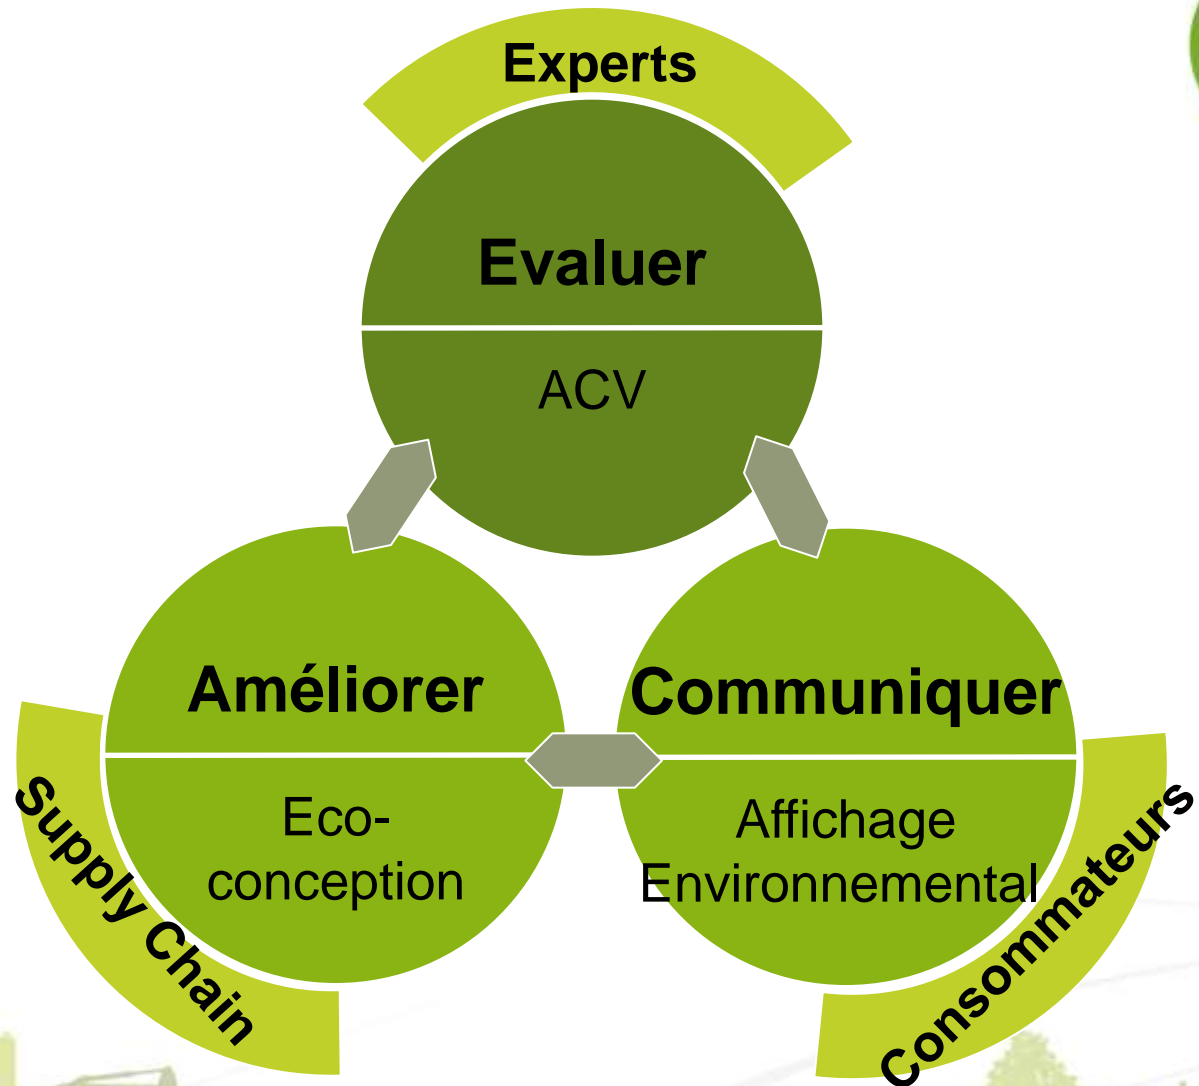 Experts
Evaluer
ACV
Améliorer
Eco-
conception
Supply Chain
Communiquer
Affichage
Environnemental
Consommateurs